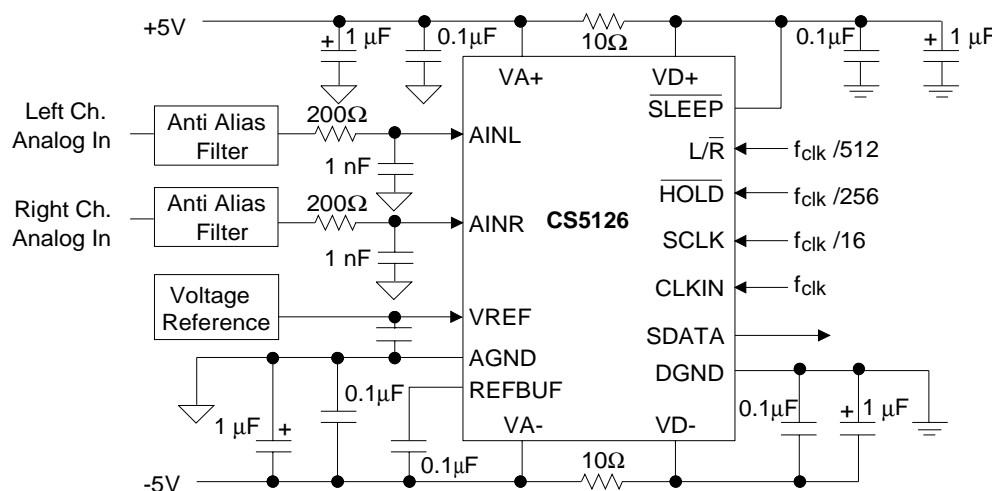 +5V
+ 1 μF
0.1μF
10Ω
0.1μF
+ 1 μF
VA+
VD+
SLEEP
Left Ch.
Analog In
Anti Alias
Filter
200Ω
AINL
L/R
fclk /512
1 nF
HOLD
fclk /256
Right Ch.
Analog In
Anti Alias
Filter
200Ω
AINR
CS5126
SCLK
fclk /16
1 nF
CLKIN
fclk
Voltage
Reference
VREF
SDATA
AGND
DGND
REFBUF
0.1μF
1 μF +
0.1μF
VA-
VD-
0.1μF
+ 1 μF
10Ω
-5V